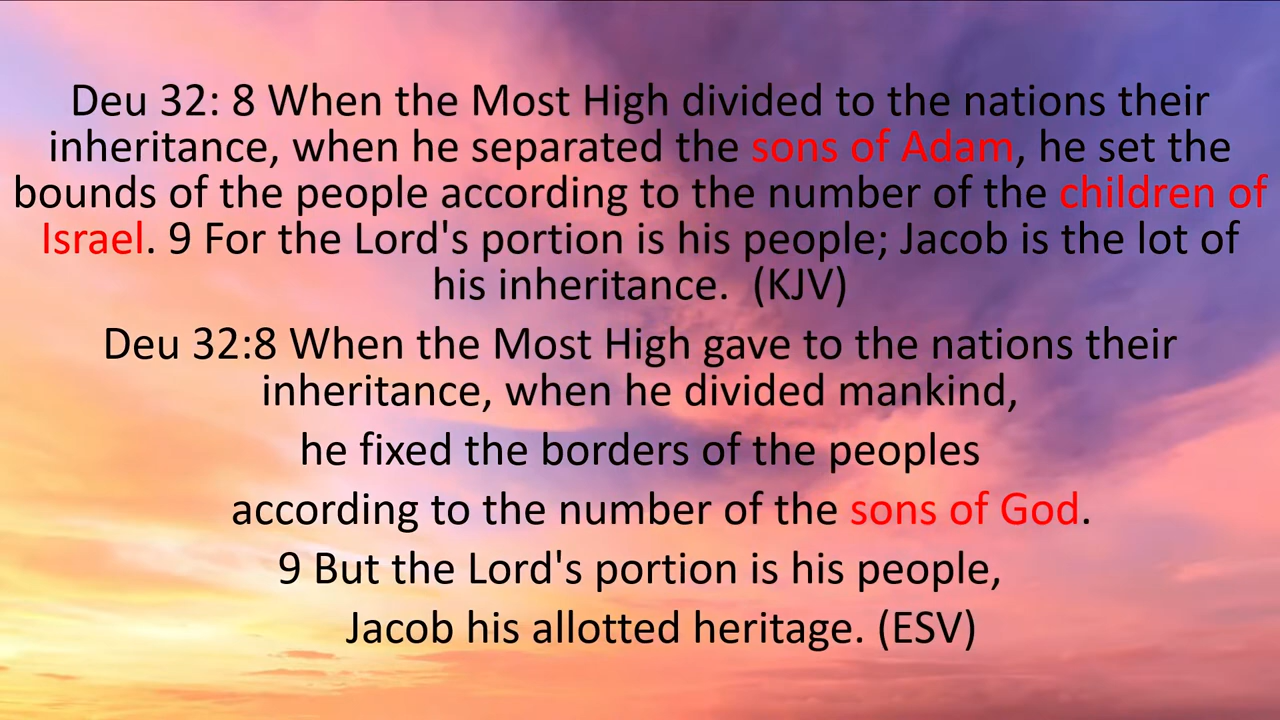 Deu 32: 8 When the Most High divided to the nations their
inheritance, when he separated the sons of Adam, he set the
bounds of the people according to the number of the children of
Israel. 9 For the Lord's portion is his people; Jacob is the lot of
his inheritance.  (KJV)
Deu 32:8 When the Most High gave to the nations their
inheritance, when he divided mankind,
he fixed the borders of the peoples
according to the number of the sons of God.
9 But the Lord's portion is his people,
Jacob his allotted heritage. (ESV)